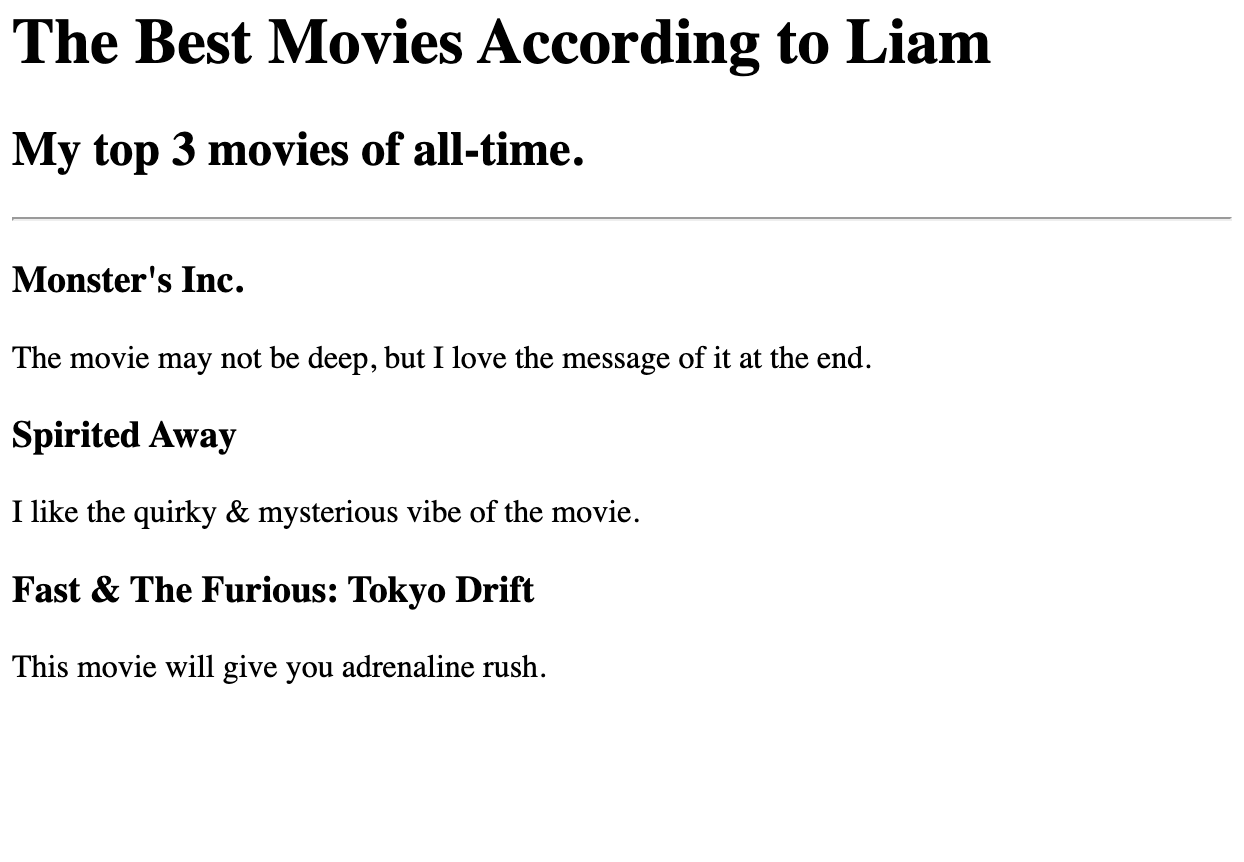 The Best Movies According to Liam
My top 3 movies of all-time.
Monster's Inc.
The movie may not be deep, but I love the message of it at the end.
Spirited Away
I like the quirky & mysterious vibe of the movie.
Fast & The Furious: Tokyo Drift
This movie will give you adrenaline rush.